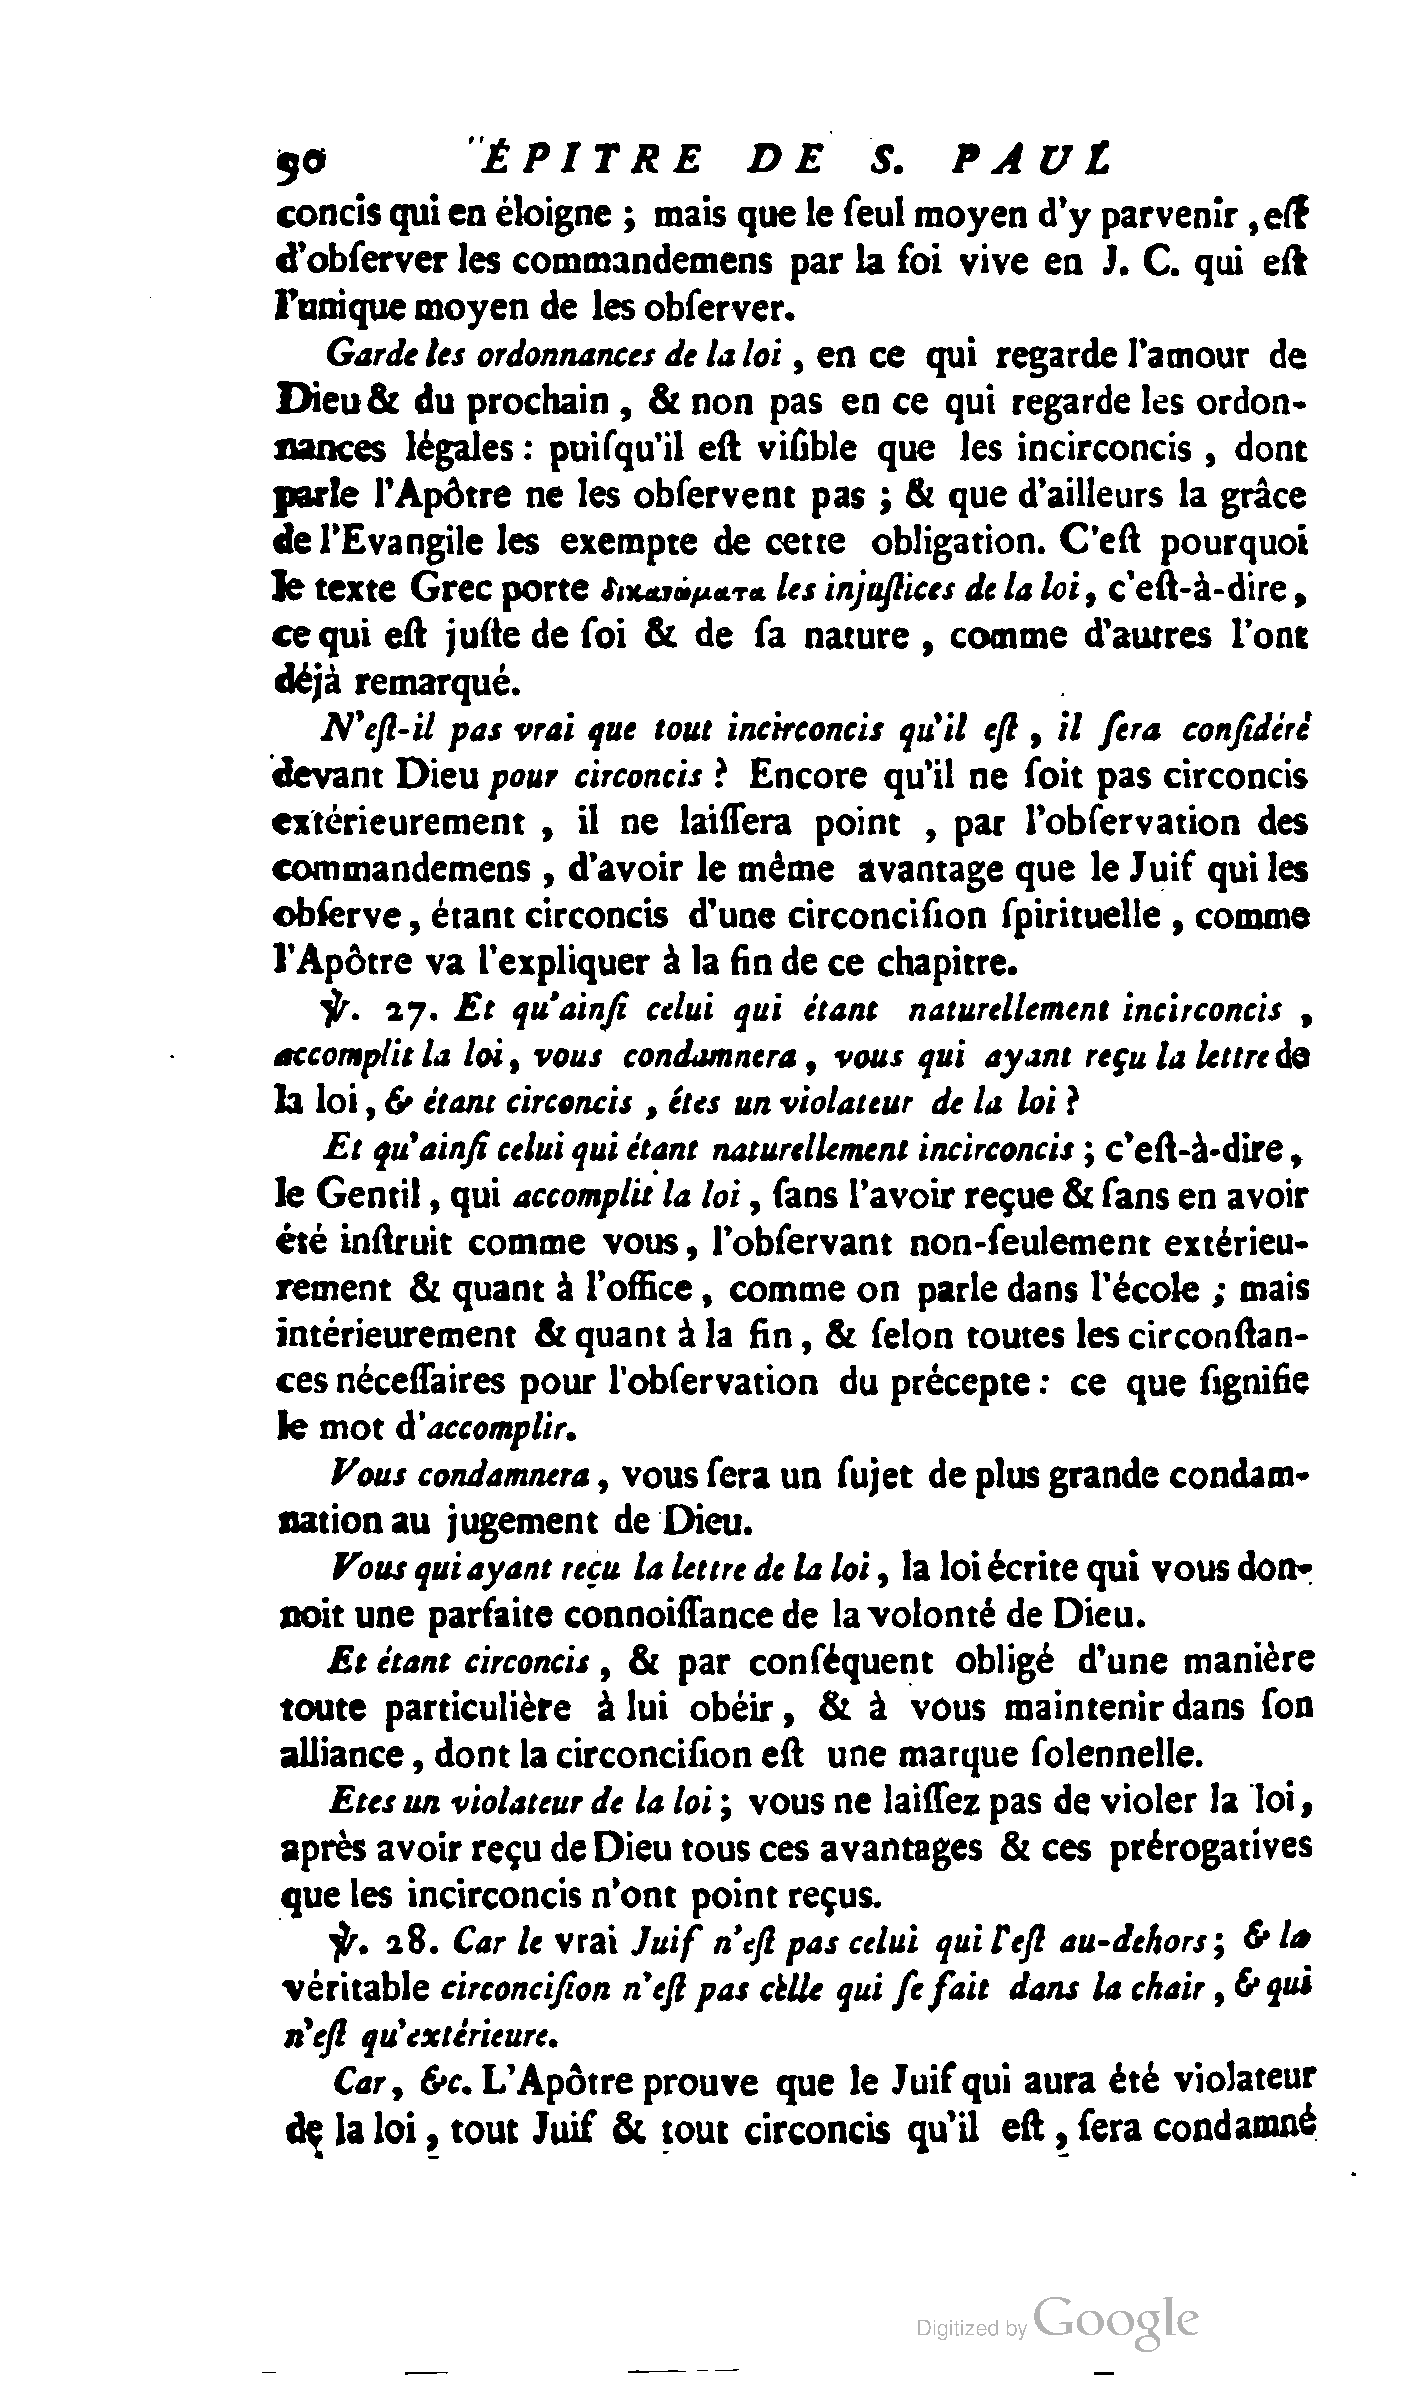 90 ÉPITRE DE S. PAUL
concis qui en éloigne ; mais que le ſeul moyen d'y parvenir , eſt
d'obſerver les commandemens par la foi vive en J. C. qui eſt
l'unique moyen de les obſerver.
Garde les ordonnances de la loi , en ce qui regarde l'amour de
Dieu & du prochain , & non pas en ce qui regarde les ordon-
nances légales : puiſqu'il eſt viſible que les incirconcis , dont
parle l'Apôtre ne les obſervent pas ; & que d'ailleurs la grâce
de l'Evangile les exempte de cette obligation. C'eſt pourquoi
le texte Grec porte δικαιώματα les injuſtices de la loi, c'eſt-à-dire,
ce qui eſt juſte de ſoi & de ſa nature , comme d'autres l'ont
déjà remarqué.
N'eſt-il pas vrai que tout incirconcis qu'il eſt , il ſera conſidéré
devant Dieu pour circoncis ? Encore qu'il ne ſoit pas circoncis
extérieurement , il ne laiſſera point , par l'obſervation des
commandemens , d'avoir le même avantage que le Juif qui les
obſerve, étant circoncis d'une circonciſion ſpirituelle , comme
l'Apôtre va l'expliquer à la fin de ce chapitre.
℣. 27. Et qu'ainſi celui qui étant naturellement incirconcis ,
accomplit la loi, vous condamnera, vous qui ayant reçu la lettre de
la loi, & étant circoncis , êtes un violateur de la loi ?
Et qu'ainſi celui qui étant naturellement incirconcis ; c'eſt-à-dire,
le Gentil, qui accomplit la loi , ſans l'avoir reçue & ſans en avoir
été inſtruit comme vous, l'obſervant non-ſeulement extérieu-
rement & quant à l'office, comme on parle dans l'école ; mais
intérieurement & quant à la fin, & ſelon toutes les circonſtan-
ces néceſſaires pour l'obſervation du précepte : ce que ſignifie
le mot d'accomplir.
Vous condamnera, vous ſera un ſujet de plus grande condam-
nation au jugement de Dieu.
Vous qui ayant reçu la lettre de la loi, la loi écrite qui vous don-
noit une parfaite connoiſſance de la volonté de Dieu.
Et étant circoncis, & par conſéquent obligé d'une manière
toute particulière à lui obéir, & à vous maintenir dans ſon
alliance, dont la circonciſion eſt une marque ſolennelle.
Etes un violateur de la loi ; vous ne laiſſez pas de violer la loi,
après avoir reçu de Dieu tous ces avantages & ces prérogatives
que les incirconcis n'ont point reçus.
℣. 28. Car le vrai Juif n'eſt pas celui qui l'eſt au-dehors ; & la
véritable circonciſion n'eſt pas celle qui ſe fait dans la chair , & qui
n'eſt qu'extérieure.
Car, &c. L'Apôtre prouve que le Juif qui aura été violateur
de la loi, tout Juif & tout circoncis qu'il eſt, ſera condamné
Digitized by Google